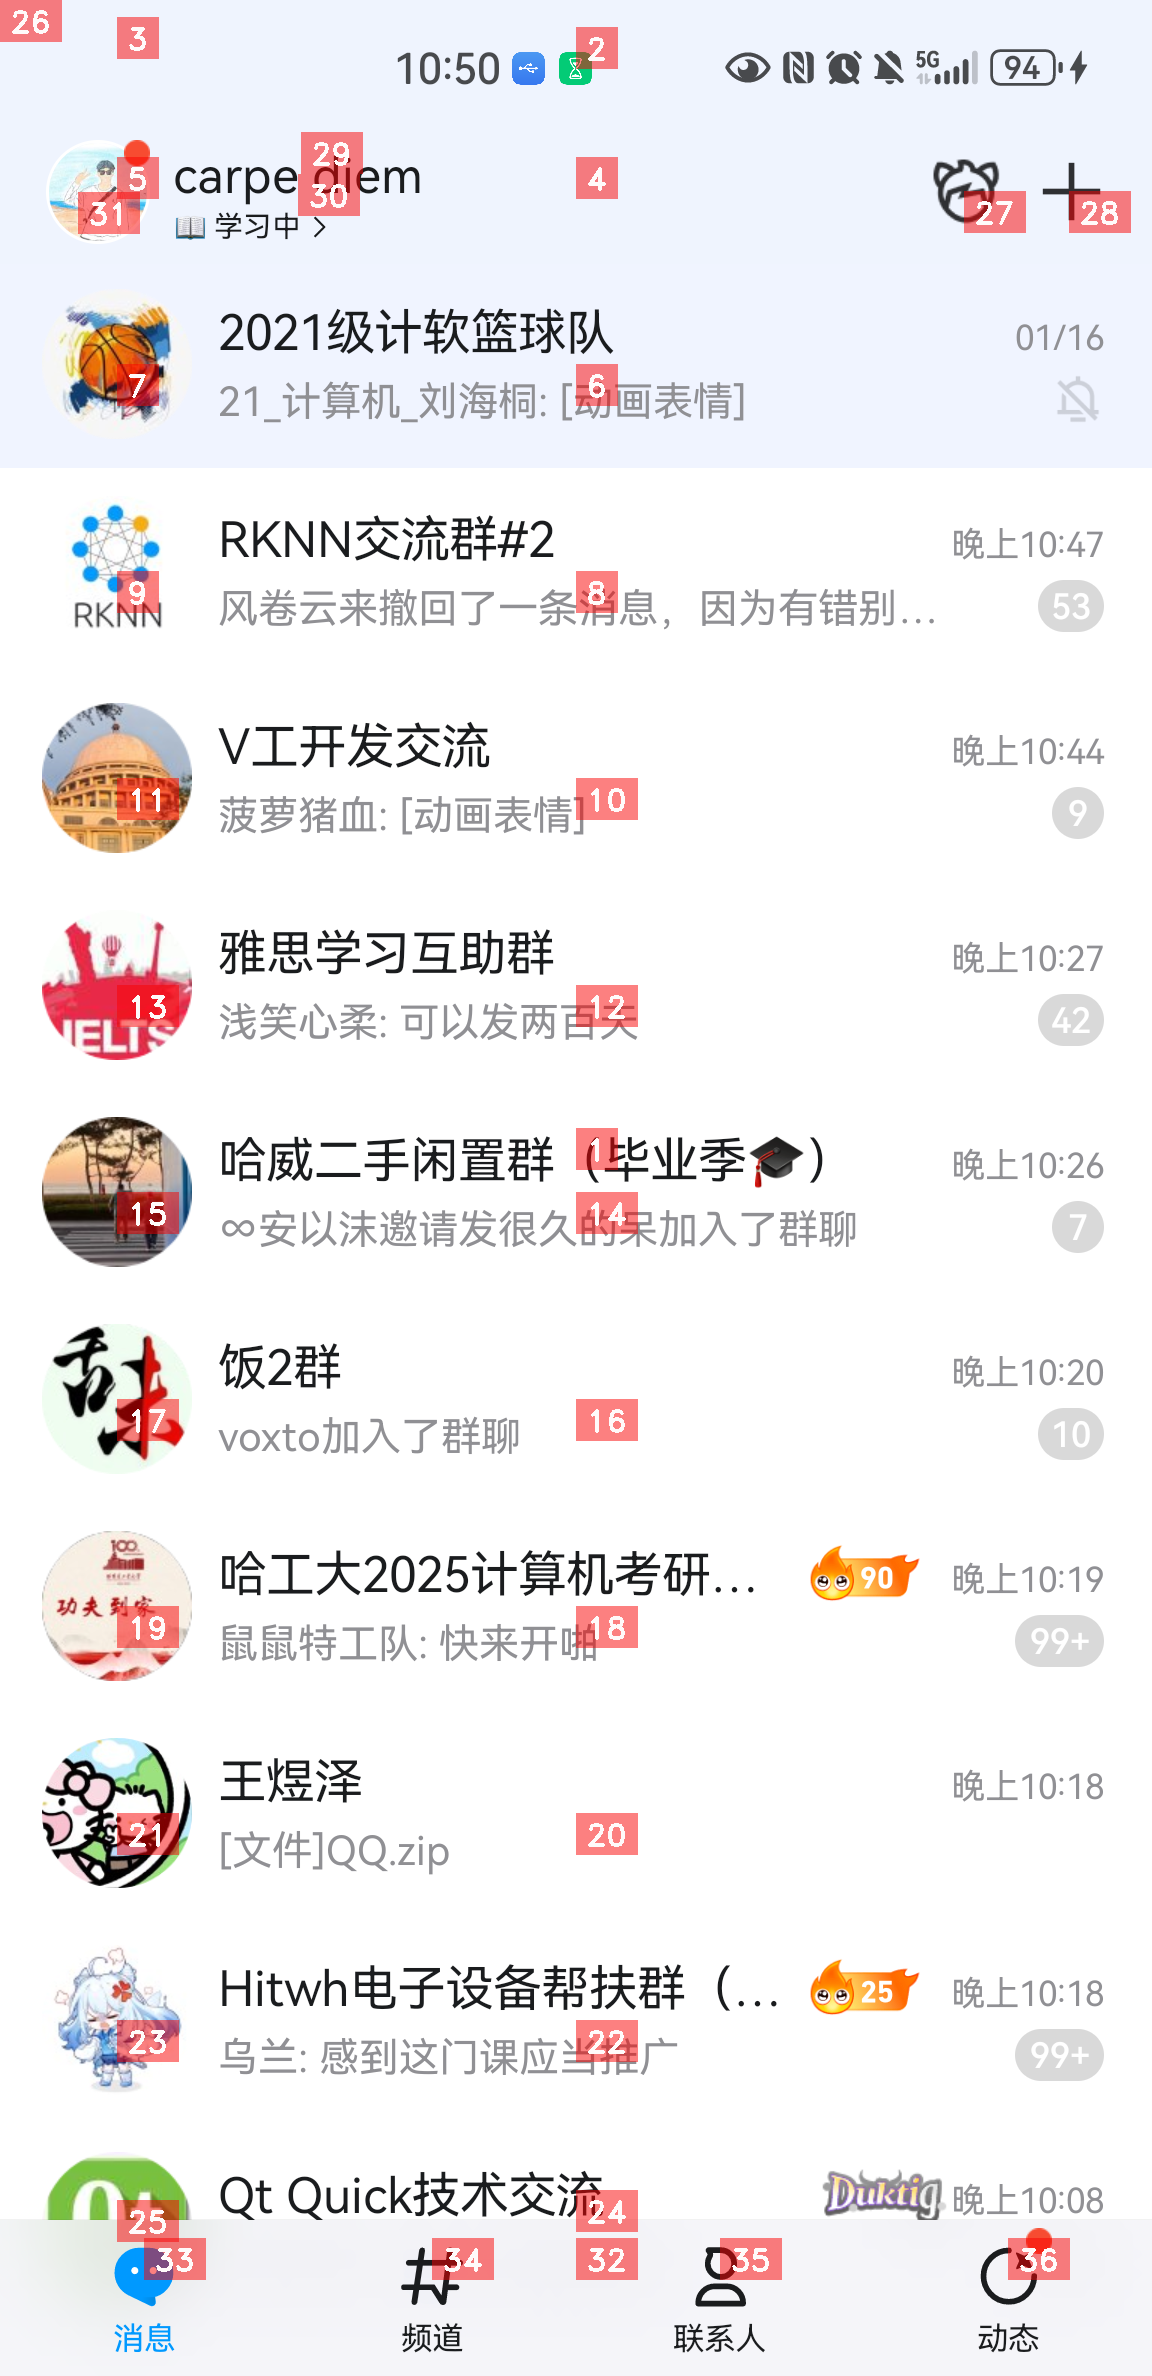 26
3
10:50
2
5G
94
carpe diem
29
30
5
4
31
学习中
27
28
2021级计软篮球队
01/16
21_计算机_刘海桐: [动画表情]
7
6
RKNN交流群#2
晚上10:47
风卷云来撤回了一条消息，因为有错别...
53
RKNN
9
8
V工开发交流
晚上10:44
菠萝猪血: [动画表情]
9
11
10
雅思学习互助群
晚上10:27
浅笑心柔: 可以发两百天
42
IELTS
13
12
哈威二手闲置群（毕业季🎓）
晚上10:26
∞安以沫邀请发很久的呆加入了群聊
7
1
15
14
饭2群
晚上10:20
voxto加入了群聊
10
17
16
哈工大2025计算机考研...
90
晚上10:19
鼠鼠特工队: 快来开啪
99+
100
功夫到家
19
18
王煜泽
晚上10:18
[文件]QQ.zip
21
20
Hitwh电子设备帮扶群（...
25
晚上10:18
乌兰: 感到这门课应当推广
99+
23
22
Qt Quick技术交流
Duktig
晚上10:08
Qt
25
24
33
34
32
35
36
消息
频道
联系人
动态